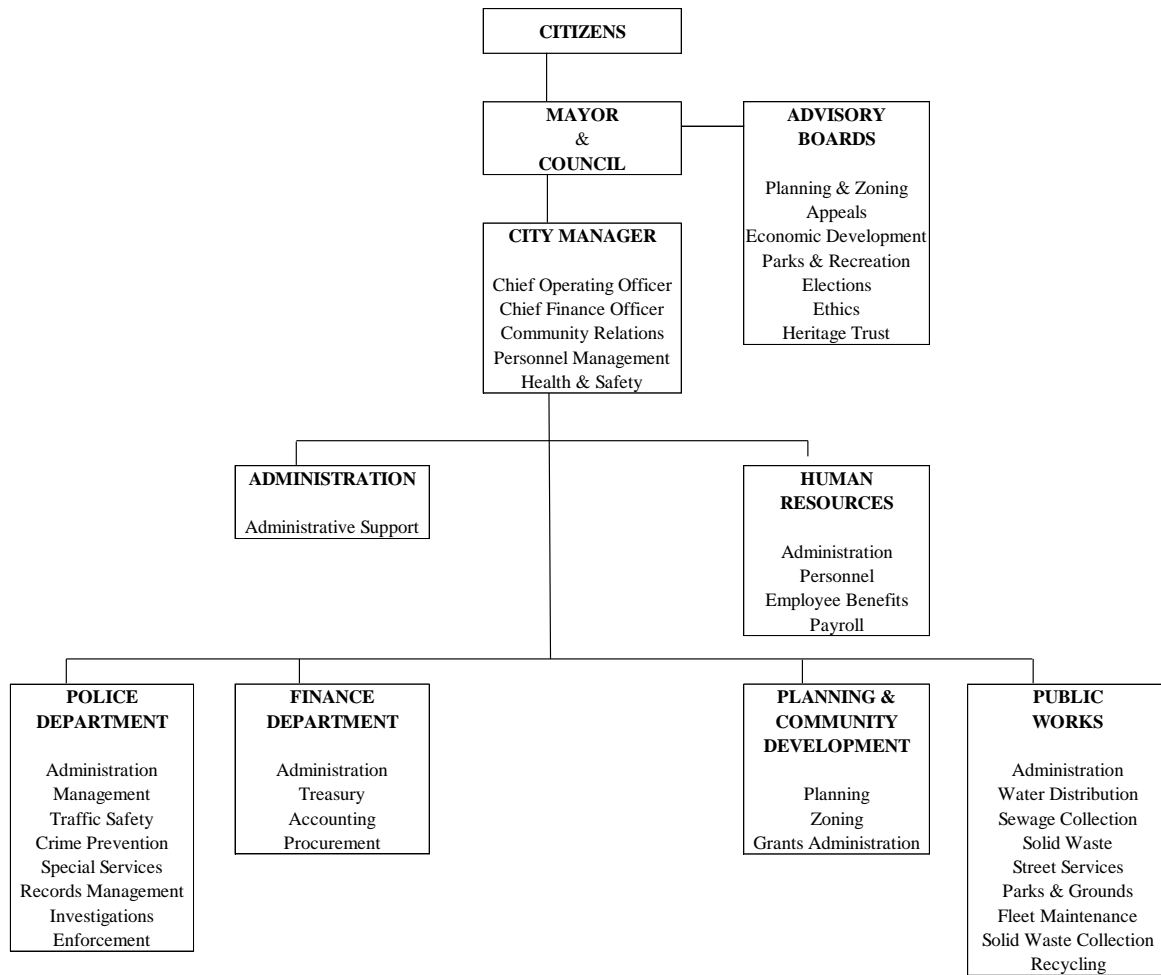 CITIZENS
MAYOR
&
COUNCIL
ADVISORY
BOARDS
Planning & Zoning
Appeals
Economic Development
Parks & Recreation
Elections
Ethics
Heritage Trust
CITY MANAGER
Chief Operating Officer
Chief Finance Officer
Community Relations
Personnel Management
Health & Safety
ADMINISTRATION
Administrative Support
HUMAN
RESOURCES
Administration
Personnel
Employee Benefits
Payroll
POLICE
DEPARTMENT
Administration
Management
Traffic Safety
Crime Prevention
Special Services
Records Management
Investigations
Enforcement
FINANCE
DEPARTMENT
Administration
Treasury
Accounting
Procurement
PLANNING &
COMMUNITY
DEVELOPMENT
Planning
Zoning
Grants Administration
PUBLIC
WORKS
Administration
Water Distribution
Sewage Collection
Solid Waste
Street Services
Parks & Grounds
Fleet Maintenance
Solid Waste Collection
Recycling